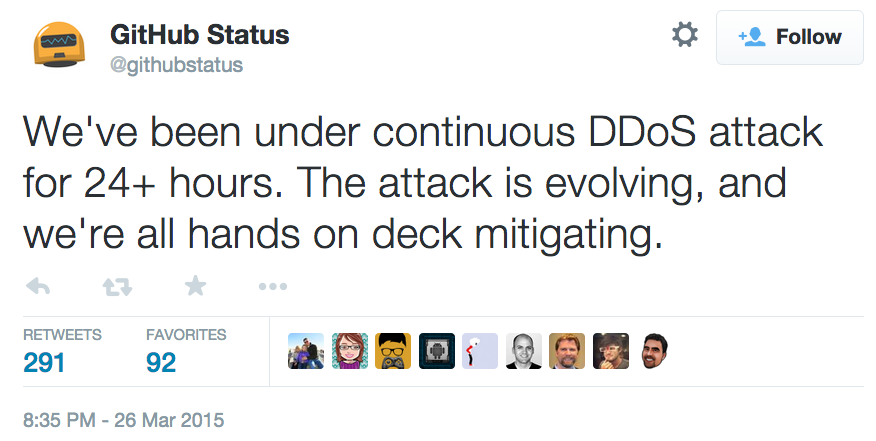 GitHub Status
@githubstatus
Follow
We've been under continuous DDoS attack
for 24+ hours. The attack is evolving, and
we're all hands on deck mitigating.
RETWEETS FAVORITES
291 92
8:35 PM - 26 Mar 2015